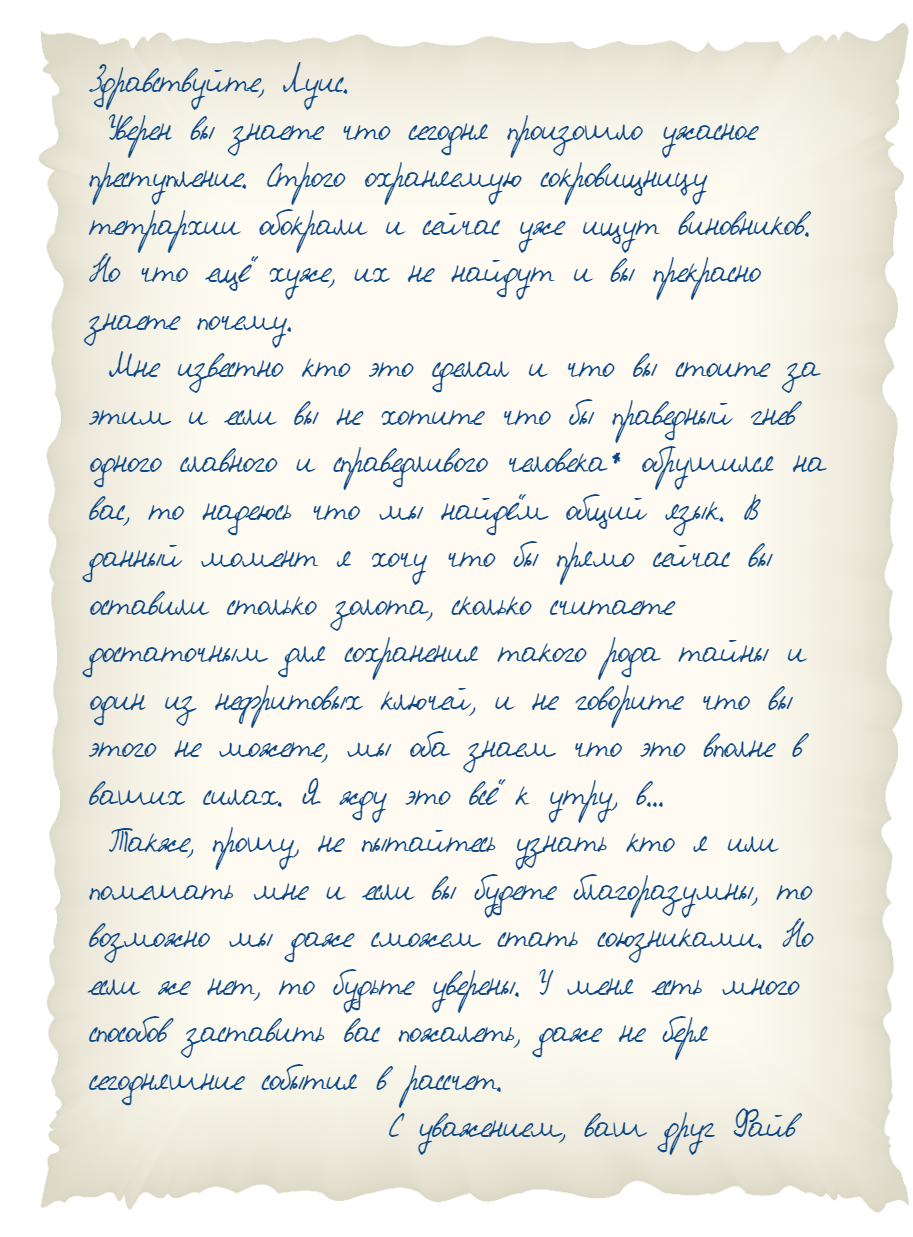 Здравствуйте, Луис.
Уверен вы знаете что сегодня произошло ужасное
преступление. Строго охраняемую сокровищницу
тетрархии обокрали и сейчас уже ищут виновников.
Но что ещё хуже, их не найдут и вы прекрасно
знаете почему.
Мне известно кто это сделал и что вы стоите за
этим и если вы не хотите что бы праведный гнев
одного славного и справедливого человека* обрушился на
вас, то надеюсь что мы найдём общий язык. В
данный момент я хочу что бы прямо сейчас вы
оставили столько золота, сколько считаете
достаточным для сохранения такого рода тайны и
один из нефритовых ключей, и не говорите что вы
этого не можете, мы оба знаем что это вполне в
ваших силах. Я жду это всё к утру, в...
Также, прошу, не пытайтесь узнать кто я или
помешать мне и если вы будете благоразумны, то
возможно мы даже сможем стать союзниками. Но
если же нет, то будьте уверены. У меня есть много
способов заставить вас пожалеть, даже не беря
сегодняшние события в рассчет.
С уважением, ваш друг Файв